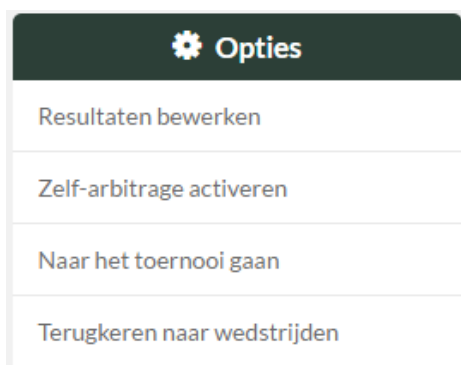 Opties
Resultaten bewerken
Zelf-arbitrage activeren
Naar het toernooi gaan
Terugkeren naar wedstrijden